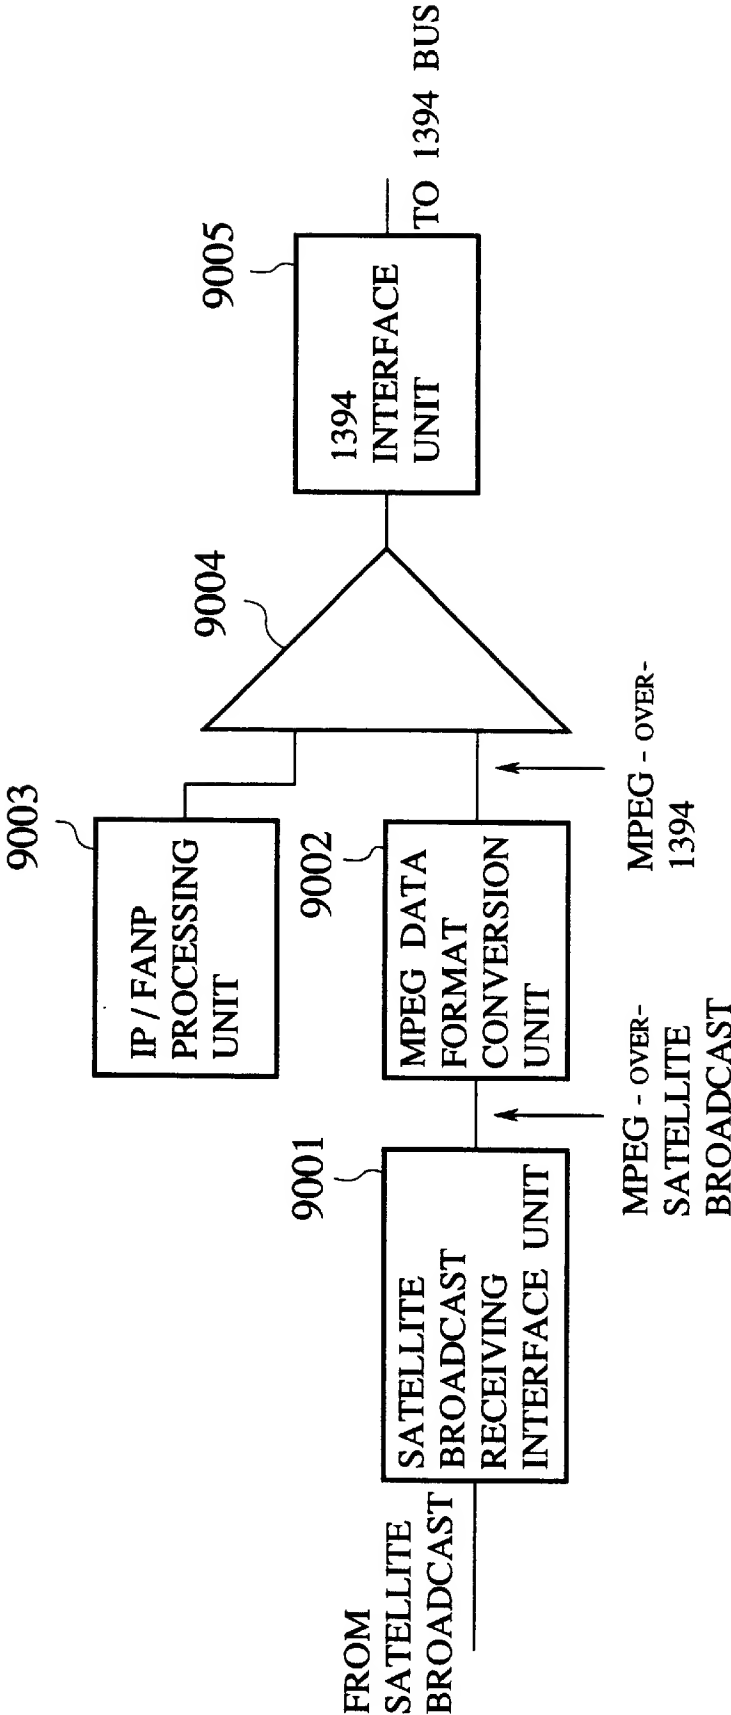 9003
IP / FANP
PROCESSING
UNIT
9004
9005
1394
INTERFACE
UNIT
TO 1394 BUS
FROM
SATELLITE
BROADCAST
9001
SATELLITE
BROADCAST
RECEIVING
INTERFACE UNIT
9002
MPEG DATA
FORMAT
CONVERSION
UNIT
MPEG - OVER-
SATELLITE
BROADCAST
MPEG - OVER-
1394